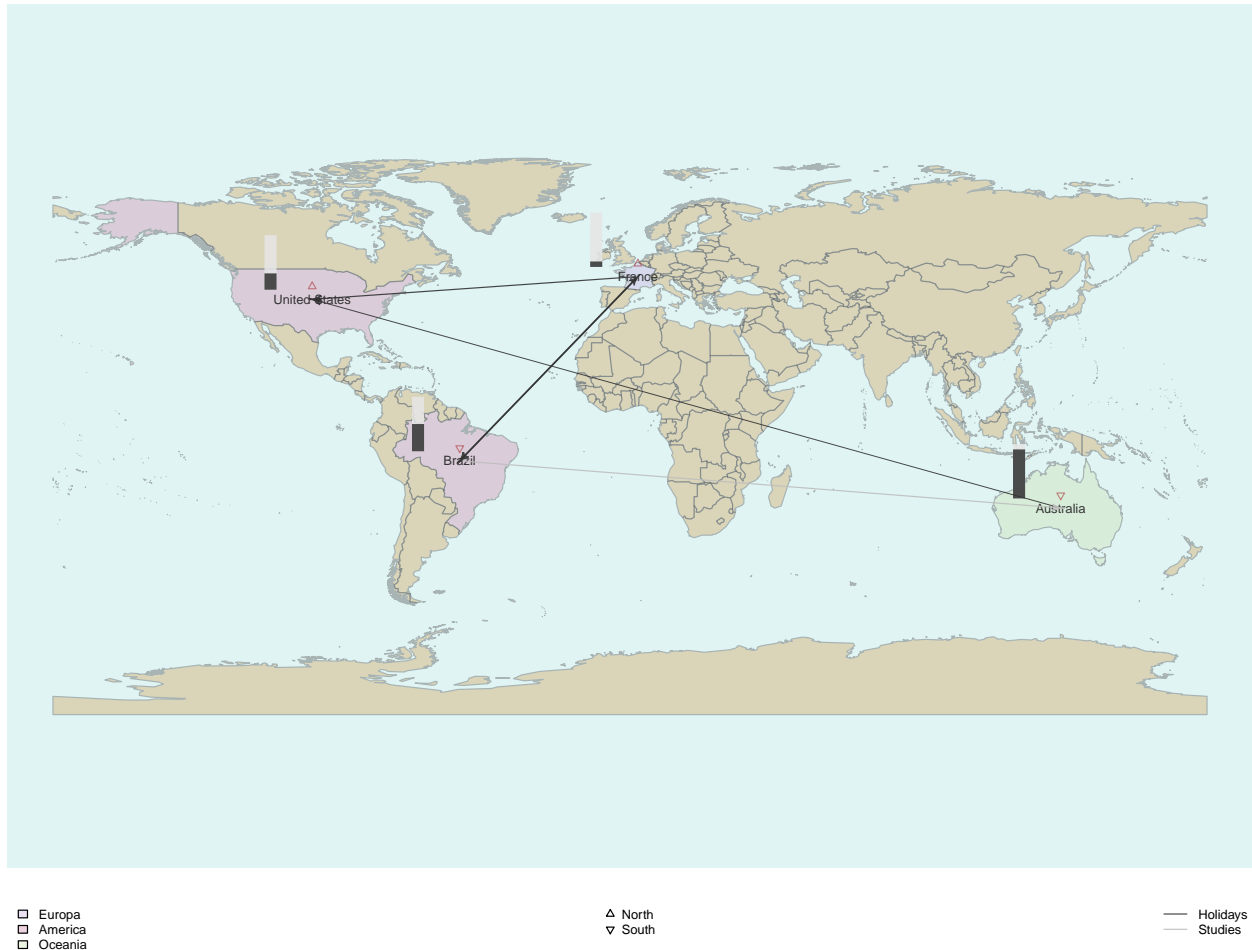 France
United States
Brazil
Australia
Europa
America
Oceania
North
South
Holidays
Studies